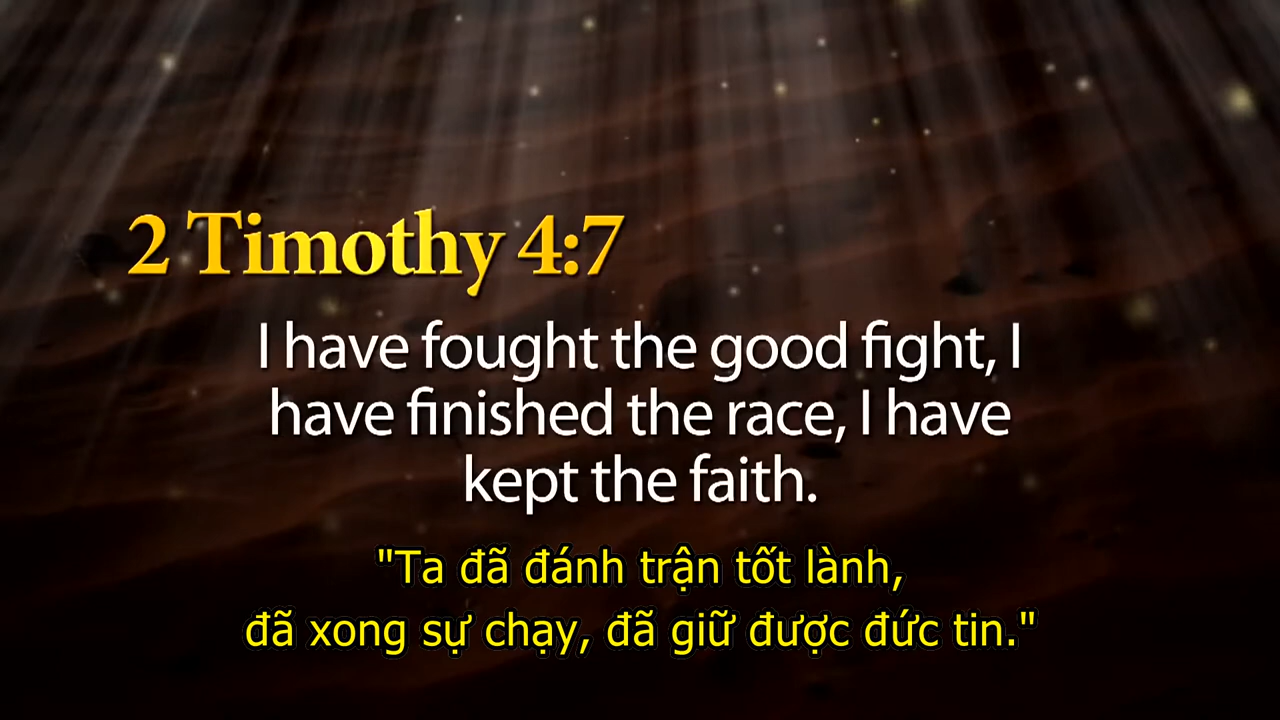 2 Timothy 4:7
I have fought the good fight, I
have finished the race, I have
kept the faith.
"Ta đã đánh trận tốt lành,
đã xong sự chạy, đã giữ được đức tin."